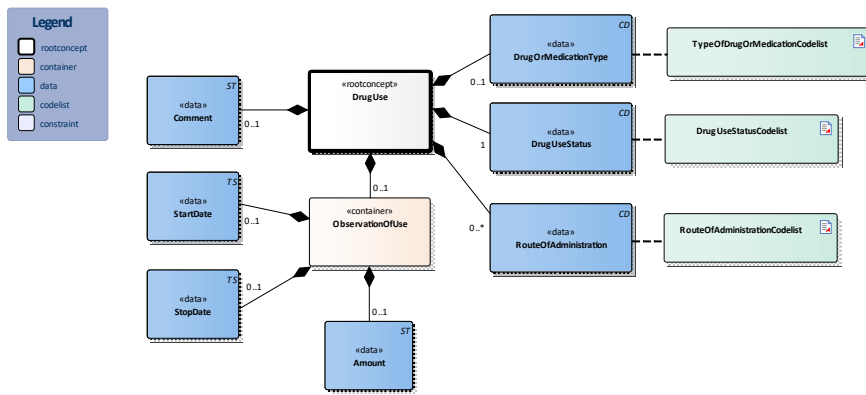 Legend
rootconcept
container
data
codelist
constraint
ST
«data»
Comment
0..1
«rootconcept»
DrugUse
CD
«data»
DrugOrMedicationType
0..1
TypeOfDrugOrMedicationCodelist
CD
«data»
DrugUseStatus
1
DrugUseStatusCodelist
TS
«data»
StartDate
0..1
0..1
«container»
ObservationOfUse
CD
«data»
RouteOfAdministration
0..*
RouteOfAdministrationCodelist
TS
«data»
StopDate
0..1
0..1
ST
«data»
Amount